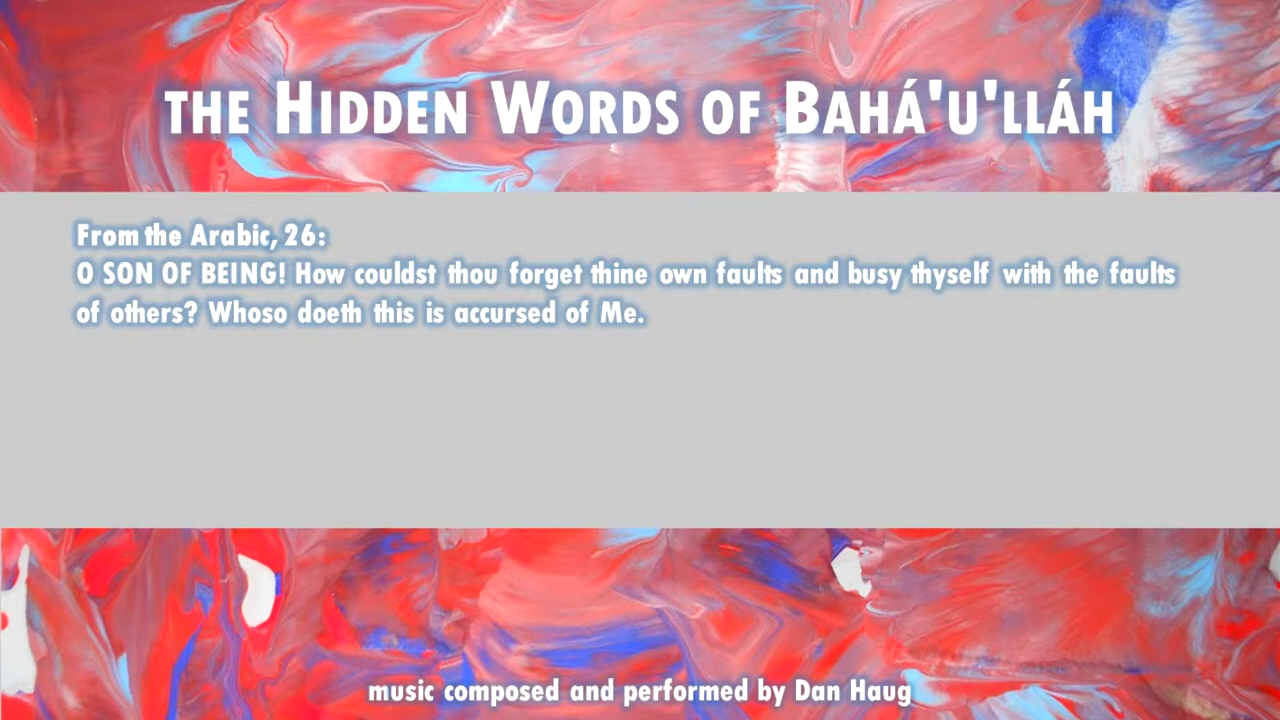 THE HIDDEN WORDS OF BAHÁ'U'LLÁH
From the Arabic, 26:
O SON OF BEING! How couldst thou forget thine own faults and busy thyself with the faults
of others? Whoso doeth this is accursed of Me.
music composed and performed by Dan Haug